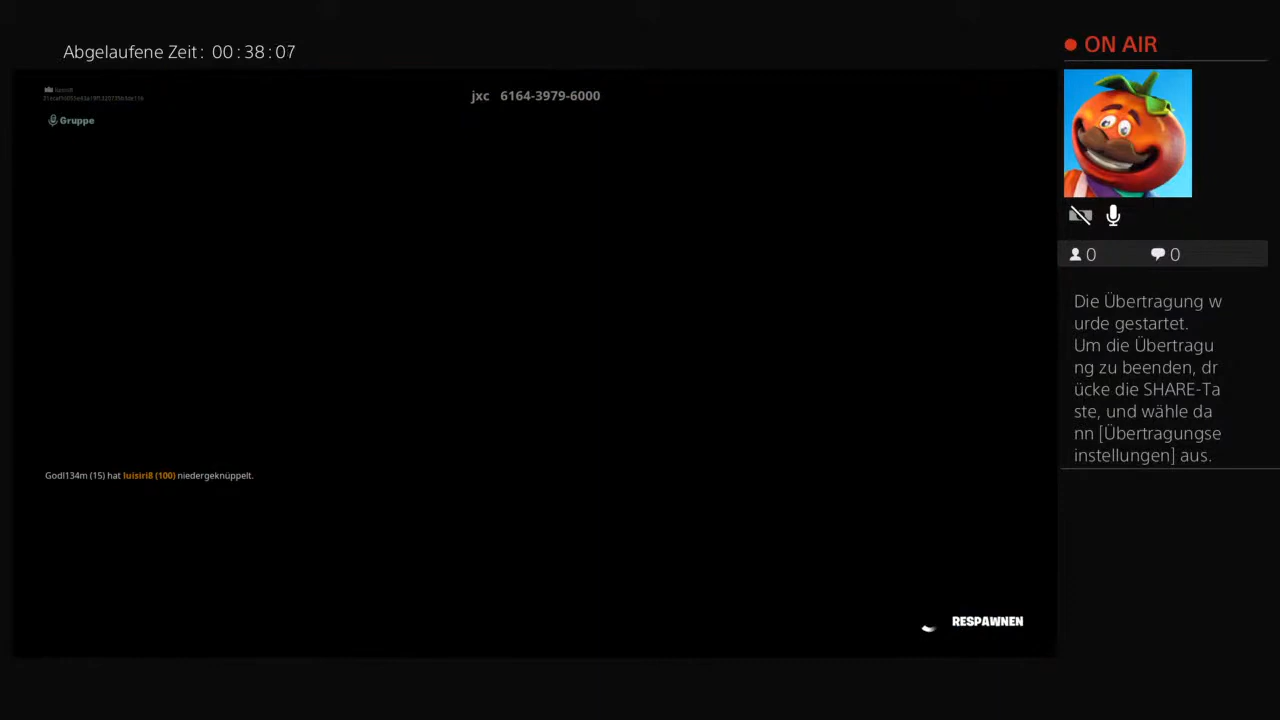 Abgelaufene Zeit: 00:38:07
ON AIR
luisiri8
jxc 6164-3979-6000
Gruppe
0 0
Die Übertragung w
urde gestartet.
Um die Übertragu
ng zu beenden, dr
ücke die SHARE-Ta
ste, und wähle da
nn [Übertragungse
instellungen] aus.
Godl134m (15) hat luisiri8 (100) niedergeknüppelt.
RESPAWNEN